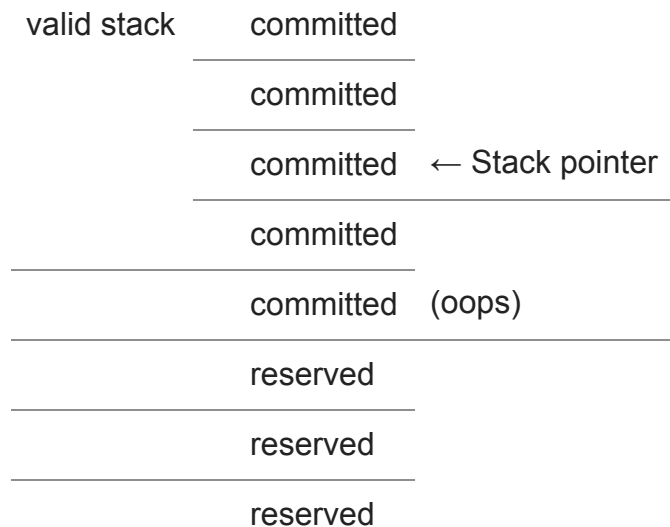 valid stack committed
committed
committed ← Stack pointer
committed
committed (oops)
reserved
reserved
reserved